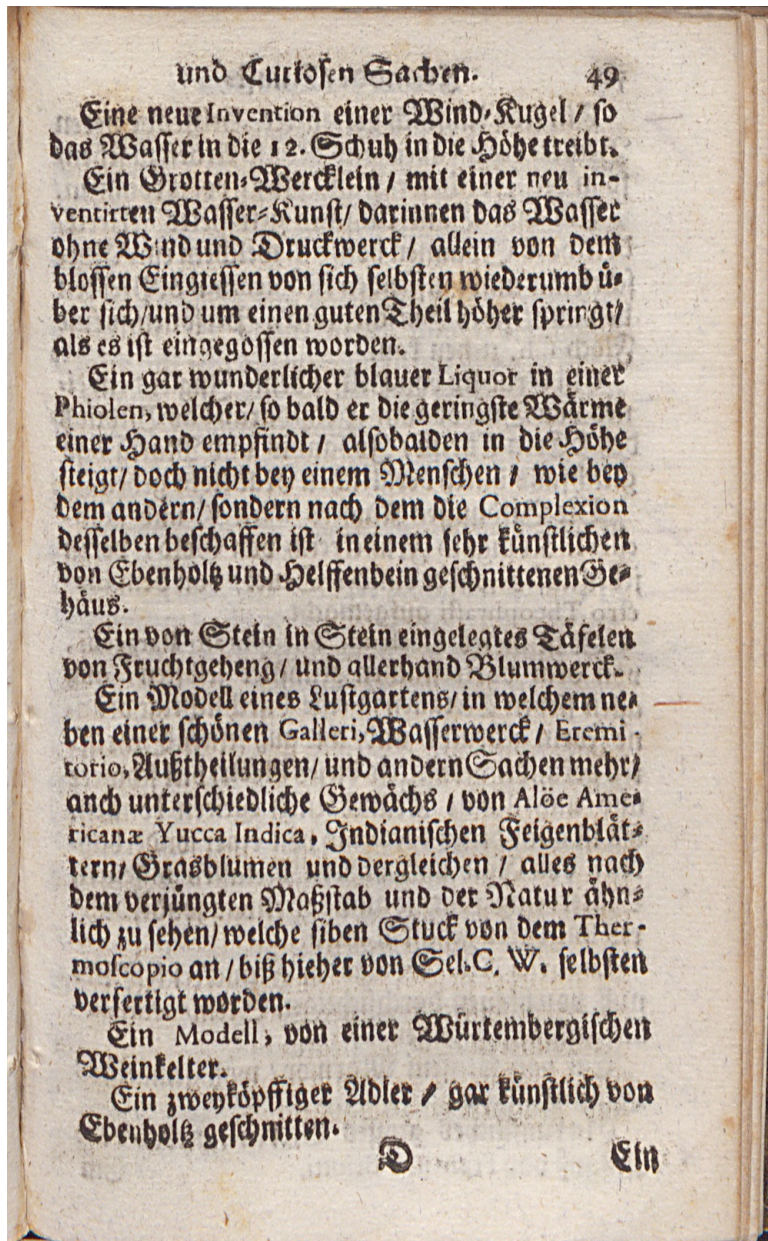 und Curiosen Sachen. 49
Eine neue Invention einer Wind-Kugel / so
das Wasser in die 12. Schuh in die Höhe treibt.
Ein Grotten-Wercklein / mit einer neu in-
ventirten Wasser-Kunst / darinnen das Wasser
ohne Wind und Druckwerck / allein von dem
blossen Eingiessen von sich selbsten wiederumb ü-
ber sich / und um einen guten Theil höher springt /
als es ist eingegossen worden.
Ein gar wunderlicher blauer Liquor in einer
Phiolen, welcher / so bald er die geringste Wärme
einer Hand empfindt / alsobalden in die Höhe
steigt / doch nicht bey einem Menschen / wie bey
dem andern / sondern nach dem die Complexion
desselben beschaffen ist in einem sehr künstlichen
von Ebenholtz und Helffenbein geschnittenen Ge-
häus.
Ein von Stein in Stein eingelegtes Täfelen
von Fruchtgeheng / und allerhand Blumwerck.
Ein Modell eines Lustgartens / in welchem ne-
ben einer schönen Galleri, Wasserwerck / Eremi-
torio, Außtheilungen / und andern Sachen mehr /
auch unterschiedliche Gewächs / von Alöe Ame-
ricanæ Yucca Indica, Indianischen Feigenblät-
tern / Grasblumen und dergleichen / alles nach
dem verjüngten Maßstab und der Natur ähn-
lich zu sehen / welche siben Stuck von dem Ther-
moscopio an / biß hieher von Sel. C. W. selbsten
verfertigt worden.
Ein Modell, von einer Würtembergischen
Weinkelter.
Ein zweyköpffiger Adler / gar künstlich von
Ebenholtz geschnitten.
D Ein